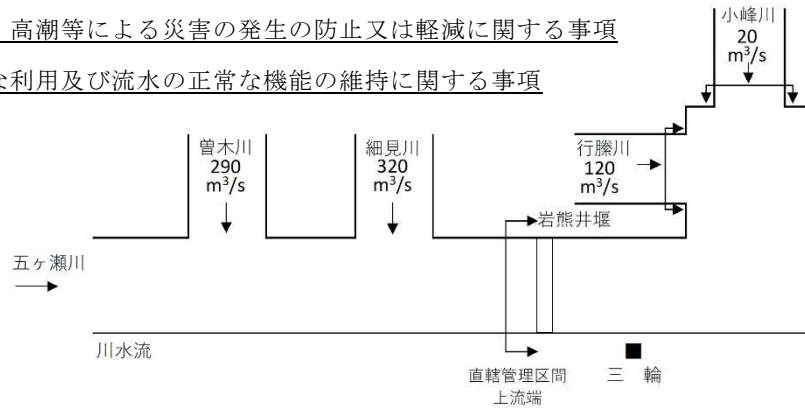 高潮等による災害の発生の防止又は軽減に関する事項
な利用及び流水の正常な機能の維持に関する事項
小峰川
20
m³/s
曽木川
290
m³/s
細見川
320
m³/s
行縢川
120
m³/s
岩熊井堰
五ヶ瀬川
川水流
直轄管理区間
上流端
三 輪